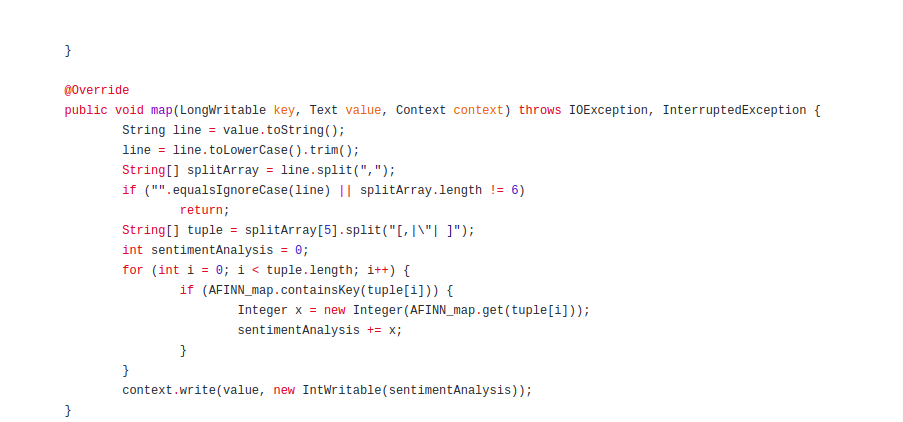 }
@Override
public void map(LongWritable key, Text value, Context context) throws IOException, InterruptedException {
String line = value.toString();
line = line.toLowerCase().trim();
String[] splitArray = line.split(",");
if ("".equalsIgnoreCase(line) || splitArray.length != 6)
return;
String[] tuple = splitArray[5].split("[,|\"| ]");
int sentimentAnalysis = 0;
for (int i = 0; i < tuple.length; i++) {
if (AFINN_map.containsKey(tuple[i])) {
Integer x = new Integer(AFINN_map.get(tuple[i]));
sentimentAnalysis += x;
}
}
context.write(value, new IntWritable(sentimentAnalysis));
}